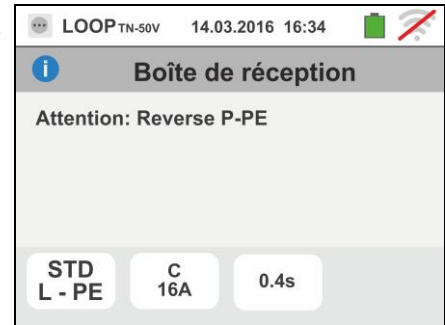 LOOP TN-50V 14.03.2016 16:34
Boîte de réception
Attention: Reverse P-PE
STD C 0.4s
L - PE 16A